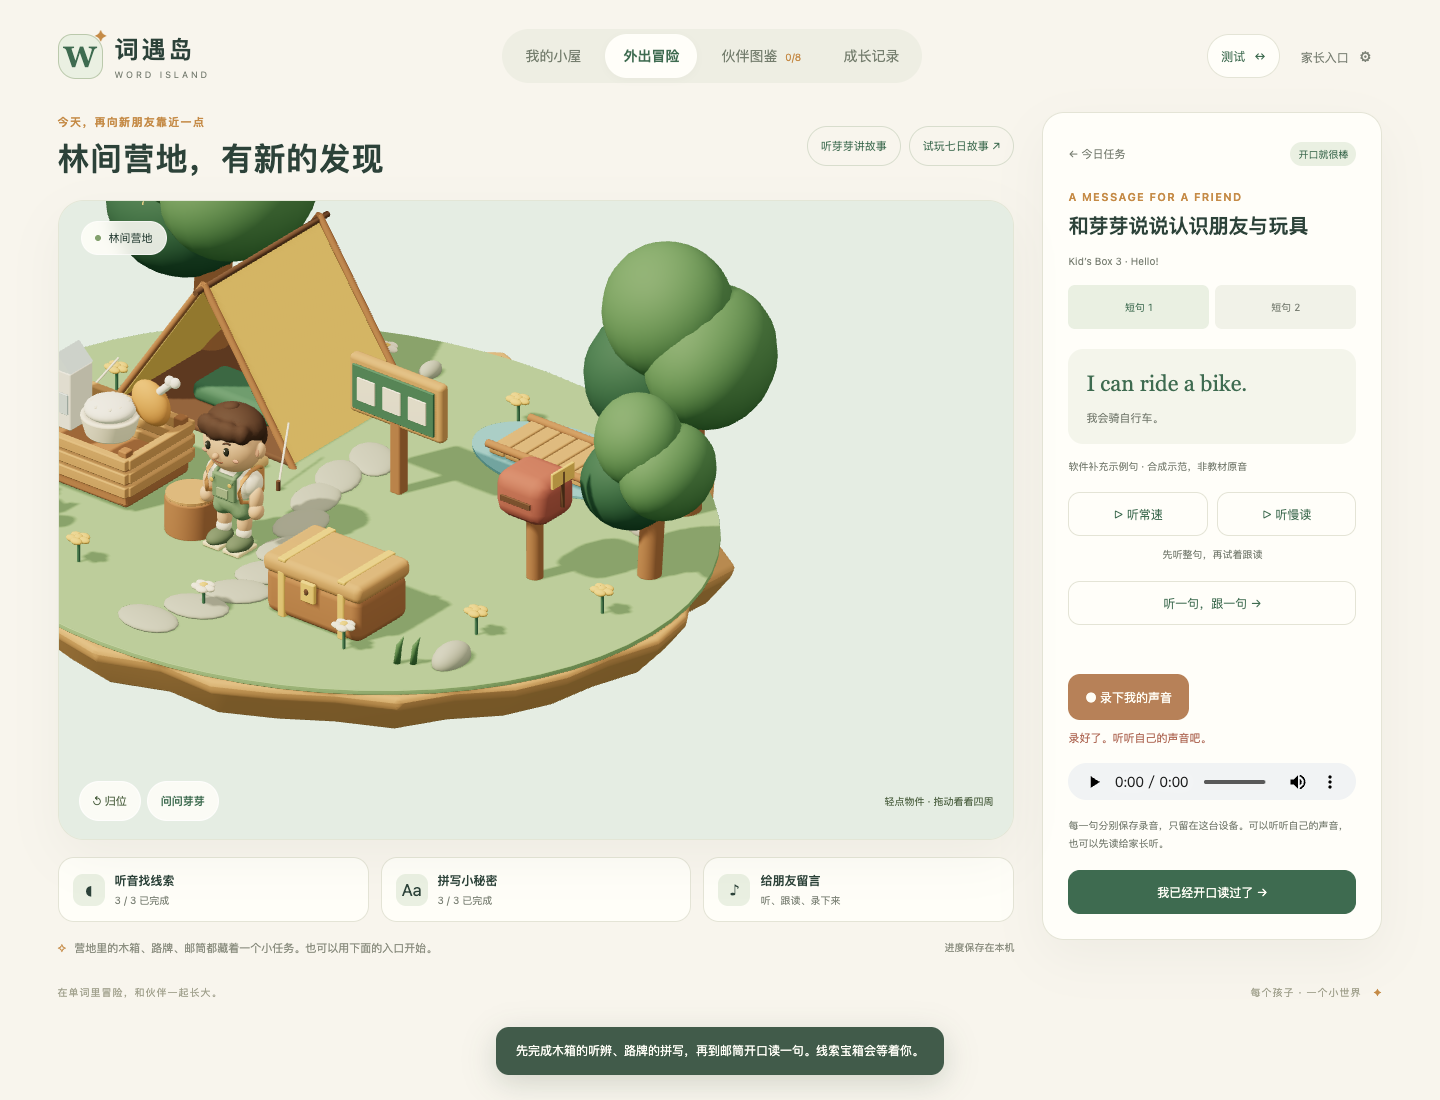 W
词遇岛
WORD ISLAND
我的小屋
外出冒险
伙伴图鉴 0/8
成长记录
测试 ↔
家长入口 ⚙
今天，再向新朋友靠近一点
林间营地，有新的发现
听芽芽讲故事
试玩七日故事 ↗
林间营地
↺ 归位
问问芽芽
轻点物件 · 拖动看看四周
听音找线索
3 / 3 已完成
Aa
拼写小秘密
3 / 3 已完成
♪
给朋友留言
听、跟读、录下来
营地里的木箱、路牌、邮筒都藏着一个小任务。也可以用下面的入口开始。
进度保存在本机
← 今日任务
开口就很棒
A MESSAGE FOR A FRIEND
和芽芽说说认识朋友与玩具
Kid's Box 3 · Hello!
短句 1
短句 2
I can ride a bike.
我会骑自行车。
软件补充示例句 · 合成示范，非教材原音
▷ 听常速
▷ 听慢读
先听整句，再试着跟读
听一句，跟一句 →
● 录下我的声音
录好了。听听自己的声音吧。
0:00 / 0:00
每一句分别保存录音，只留在这台设备。可以听听自己的声音，
也可以先读给家长听。
我已经开口读过了 →
在单词里冒险，和伙伴一起长大。
每个孩子 · 一个小世界
先完成木箱的听辨、路牌的拼写，再到邮筒开口读一句。线索宝箱会等着你。